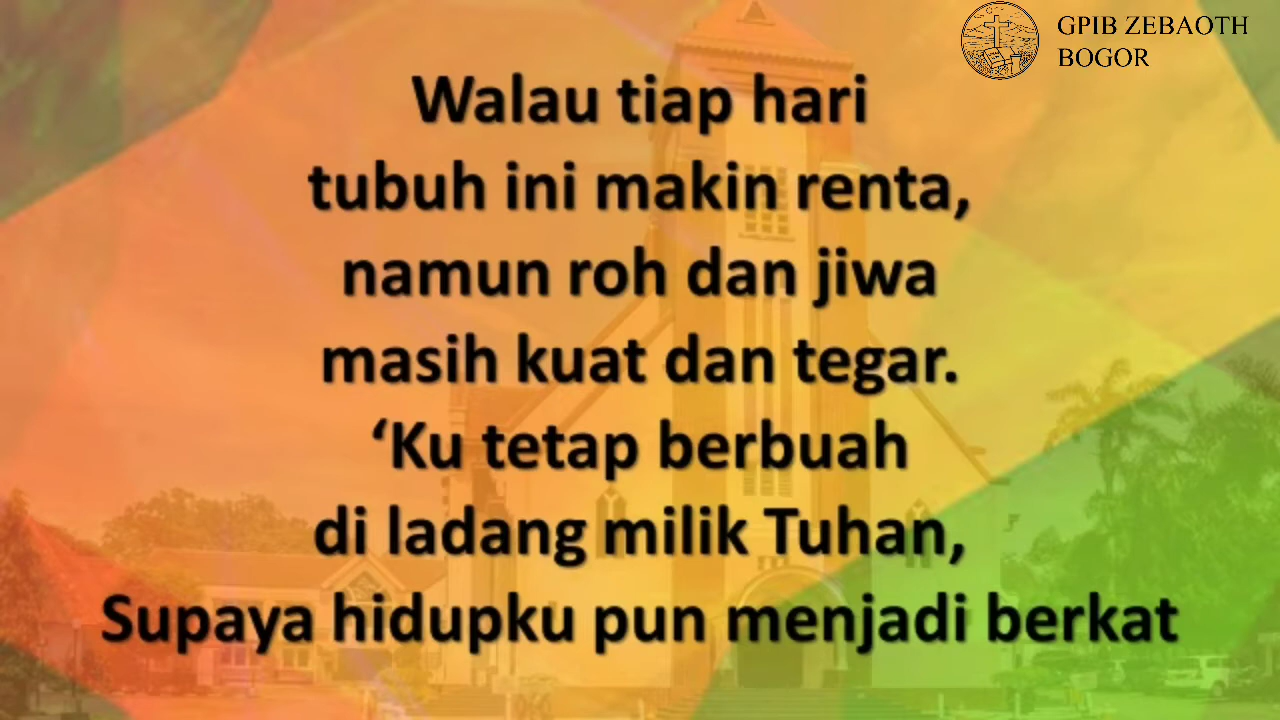 GPIB ZEBAOTH
BOGOR
Walau tiap hari
tubuh ini makin renta,
namun roh dan jiwa
masih kuat dan tegar.
‘Ku tetap berbuah
di ladang milik Tuhan,
Supaya hidupku pun menjadi berkat